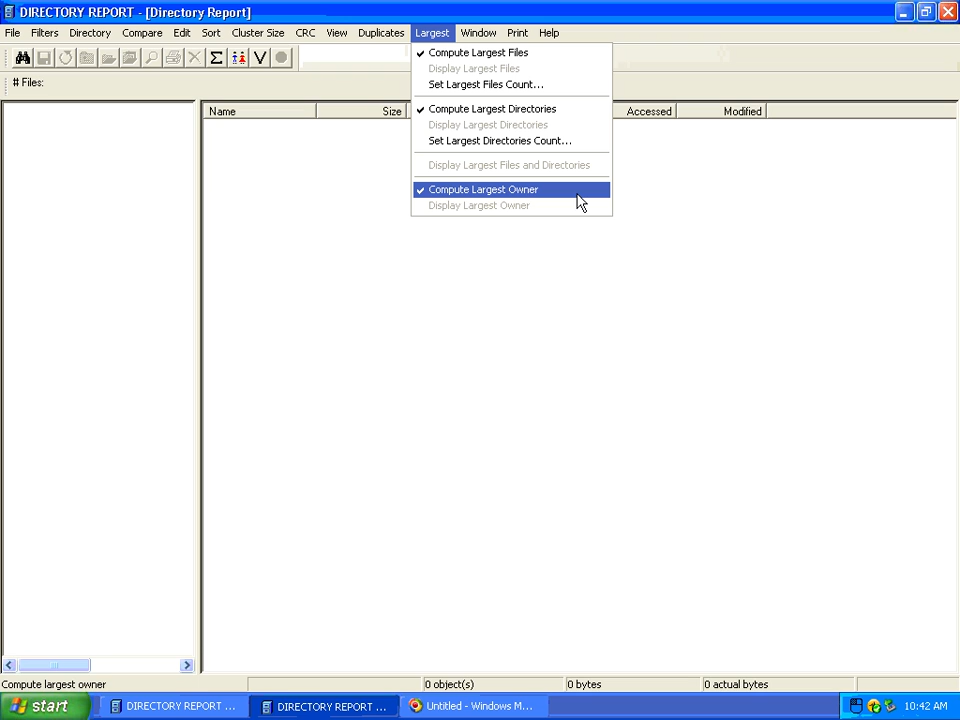 DIRECTORY REPORT - [Directory Report]
File Filters Directory Compare Edit Sort Cluster Size CRC View Duplicates Largest Window Print Help
# Files:
Name Size Accessed Modified
Compute Largest Files
Display Largest Files
Set Largest Files Count...
Compute Largest Directories
Display Largest Directories
Set Largest Directories Count...
Display Largest Files and Directories
Compute Largest Owner
Display Largest Owner
Compute largest owner 0 object(s) 0 bytes 0 actual bytes
start DIRECTORY REPORT ... DIRECTORY REPORT ... Untitled - Windows M... 10:42 AM